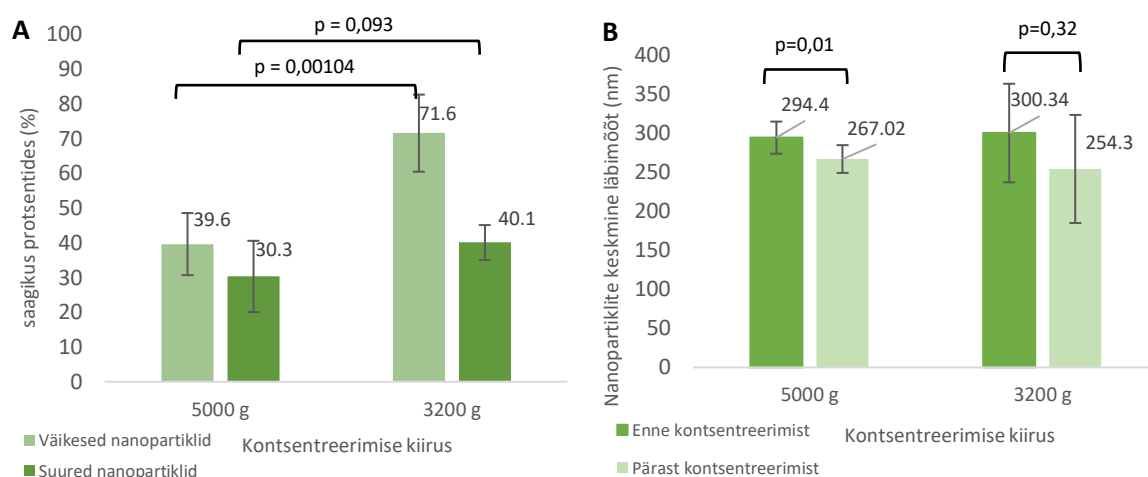 A
saagikus protsentides (%)
100
90
80
70
60
50
40
30
20
10
0
p = 0,093
p = 0,00104
39.6
30.3
71.6
40.1
5000 g
3200 g
Kontsentreerimise kiirus
Väikesed nanopartiklid
Suured nanopartiklid
B
Nanopartiklite keskmine läbimõõt (nm)
400
350
300
250
200
150
100
50
0
p=0,01
p=0,32
294.4
267.02
300.34
254.3
5000 g
3200 g
Kontsentreerimise kiirus
Enne kontsentreerimist
Pärast kontsentreerimist